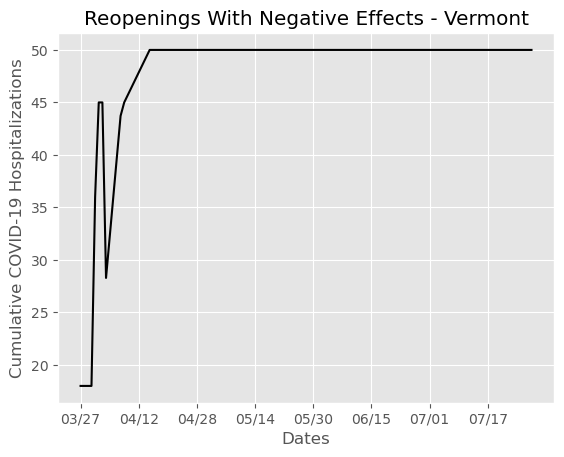 Reopenings With Negative Effects - Vermont
Cumulative COVID-19 Hospitalizations
50
45
40
35
30
25
20
03/27 04/12 04/28 05/14 05/30 06/15 07/01 07/17
Dates